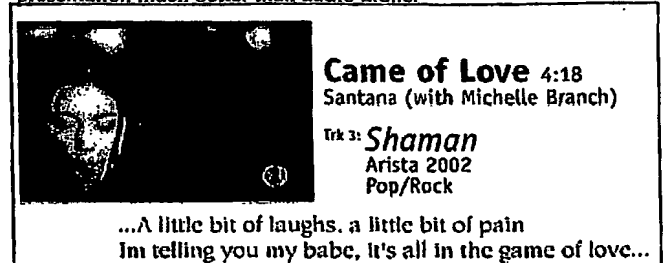 Came of Love 4:18
Santana (with Michelle Branch)
Trk 3: Shaman
Arista 2002
Pop/Rock
...A little bit of laughs, a little bit of pain
Im telling you my babe, it's all in the game of love...